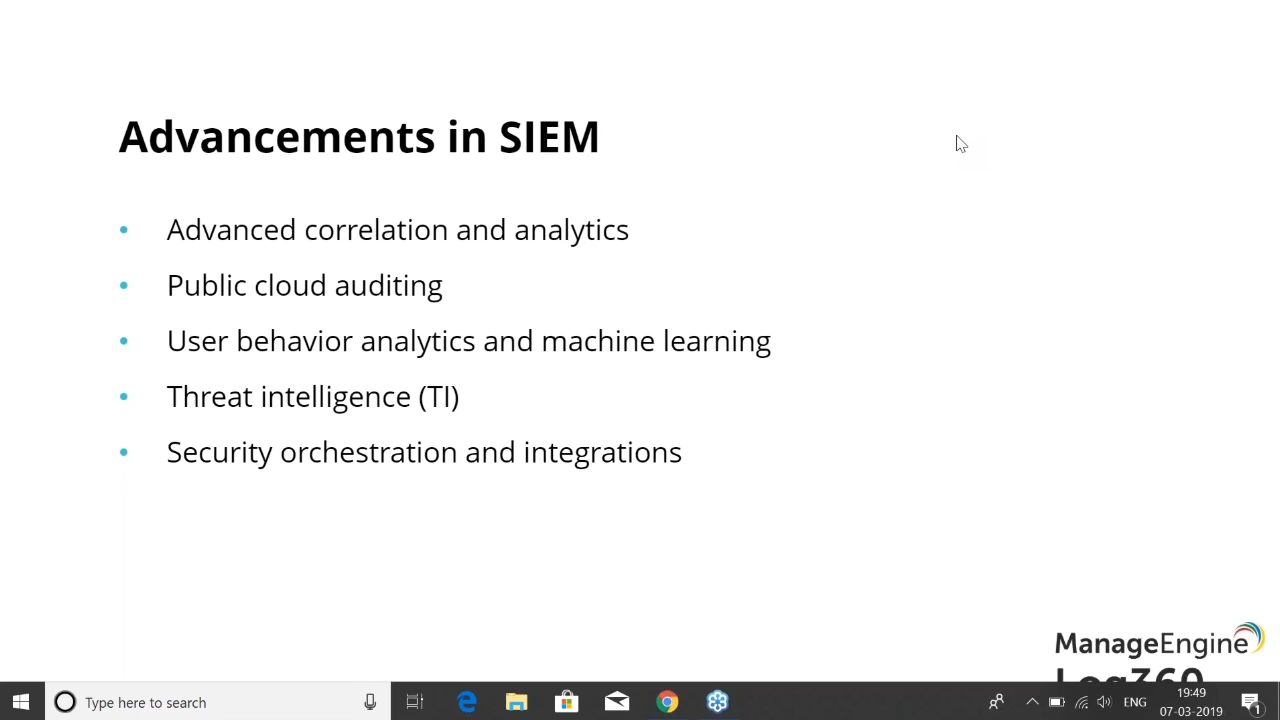 Advancements in SIEM
• Advanced correlation and analytics
• Public cloud auditing
• User behavior analytics and machine learning
• Threat intelligence (TI)
• Security orchestration and integrations
ManageEngine
Log360
Type here to search
ENG
19:49
07-03-2019
1